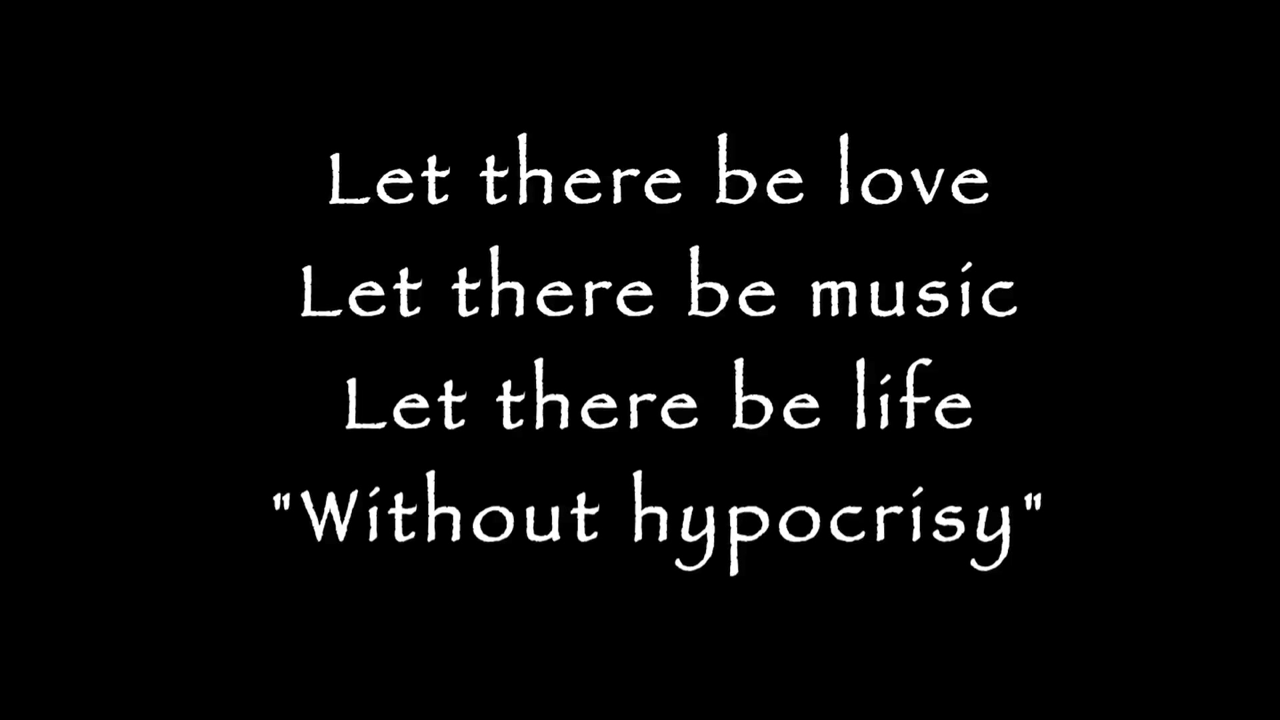 Let there be love
Let there be music
Let there be life
"Without hypocrisy"